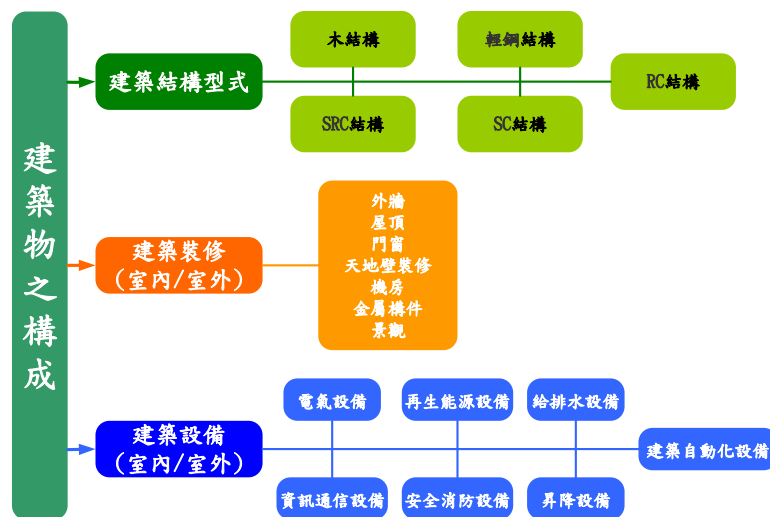 建築物之構成
建築結構型式
木結構
輕鋼結構
RC結構
SRC結構
SC結構
建築裝修
(室內/室外)
外牆
屋頂
門窗
天地壁裝修
機房
金屬構件
景觀
建築設備
(室內/室外)
電氣設備
再生能源設備
給排水設備
建築自動化設備
資訊通信設備
安全消防設備
昇降設備